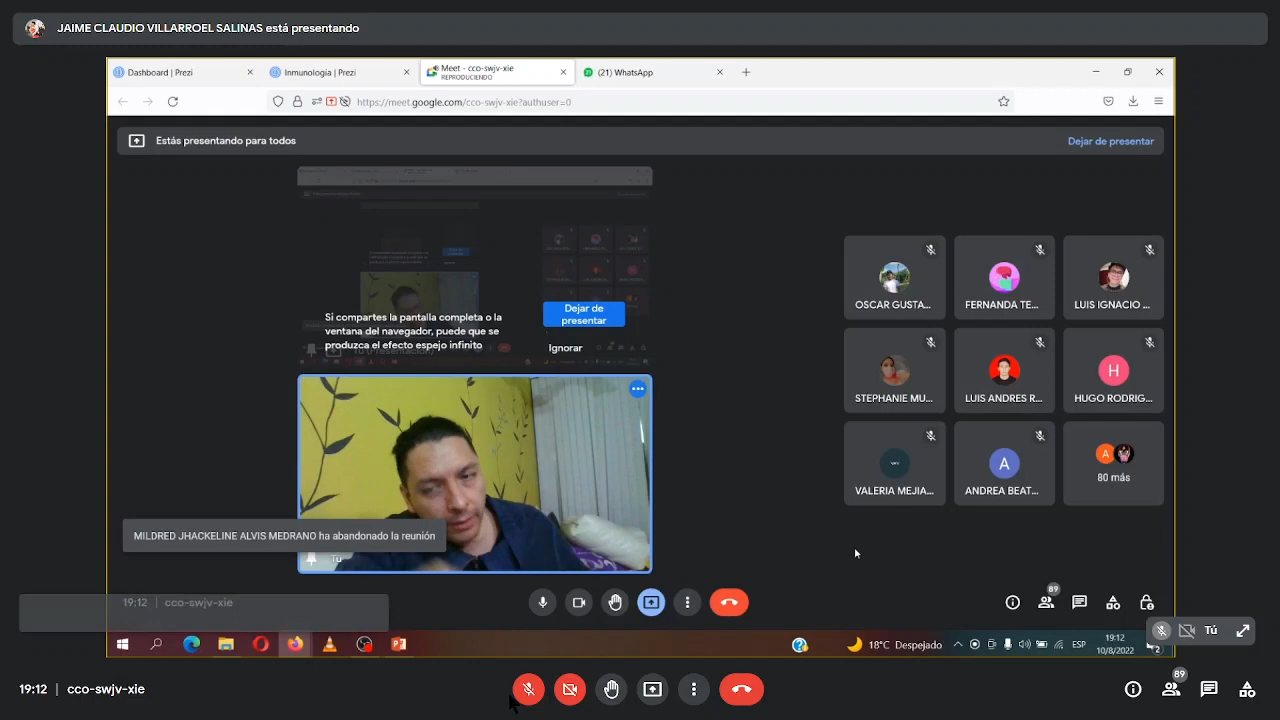 JAIME CLAUDIO VILLARROEL SALINAS está presentando
Dashboard | Prezi
Inmunologia | Prezi
Meet - cco-swjv-xie
REPRODUCIENDO
(21) WhatsApp
https://meet.google.com/cco-swjv-xie?authuser=0
Estás presentando para todos
Dejar de presentar
Si compartes la pantalla completa o la
ventana del navegador, puede que se
produzca el efecto espejo infinito
Dejar de
presentar
Ignorar
Tú (Presentación)
OSCAR GUSTA...
FERNANDA TE...
LUIS IGNACIO ...
STEPHANIE MU...
LUIS ANDRES R...
H
HUGO RODRIG...
VALERIA MEJIA...
A
ANDREA BEAT...
A
80 más
MILDRED JHACKELINE ALVIS MEDRANO ha abandonado la reunión
Tú
19:12 cco-swjv-xie
89
18°C Despejado
ESP
19:12
10/8/2022
2
Tú
19:12 | cco-swjv-xie
89